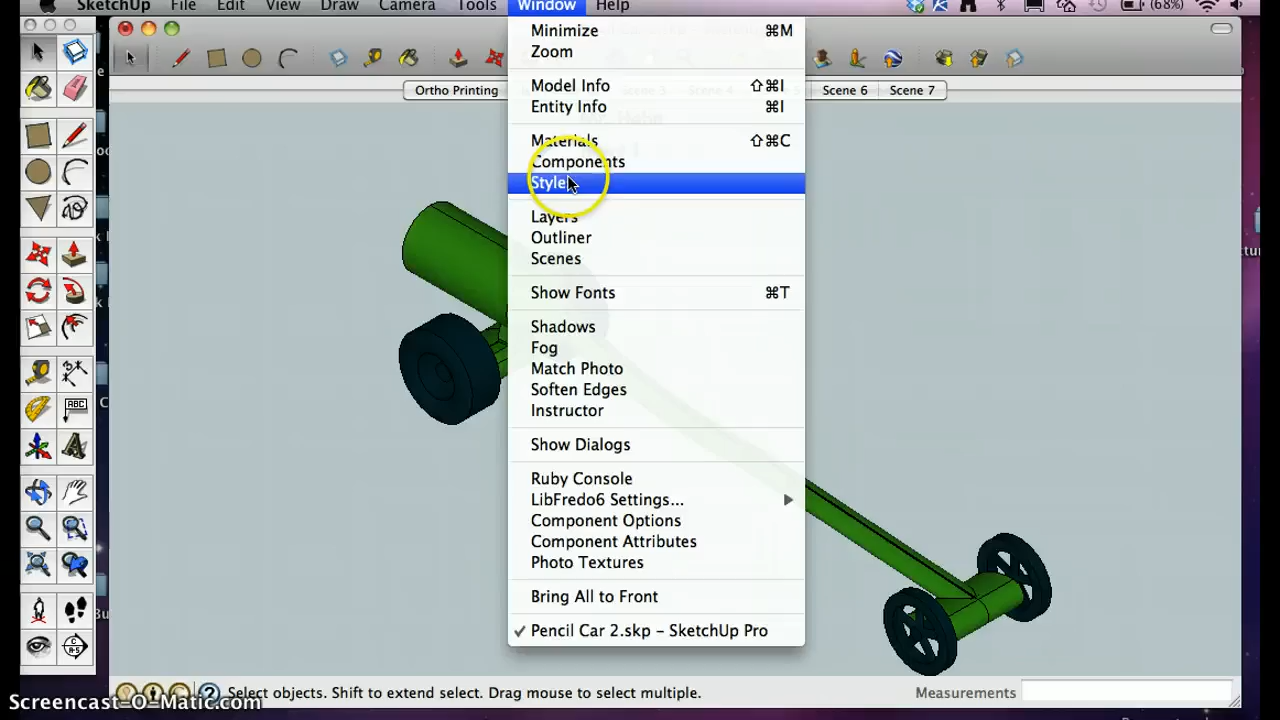 SketchUp File Edit View Draw Camera Tools Window Help (68%)
Minimize ⌘M
Zoom
Ortho Printing Scene 6 Scene 7
Model Info ⇧⌘I
Entity Info ⌘I
Materials ⇧⌘C
Components
Style
Layers
Outliner
Scenes
Show Fonts ⌘T
Shadows
Fog
Match Photo
Soften Edges
Instructor
Show Dialogs
Ruby Console
LibFredo6 Settings...
Component Options
Component Attributes
Photo Textures
Bring All to Front
✓ Pencil Car 2.skp – SketchUp Pro
ABC
Select objects. Shift to extend select. Drag mouse to select multiple. Measurements
Screencast-O-Matic.com